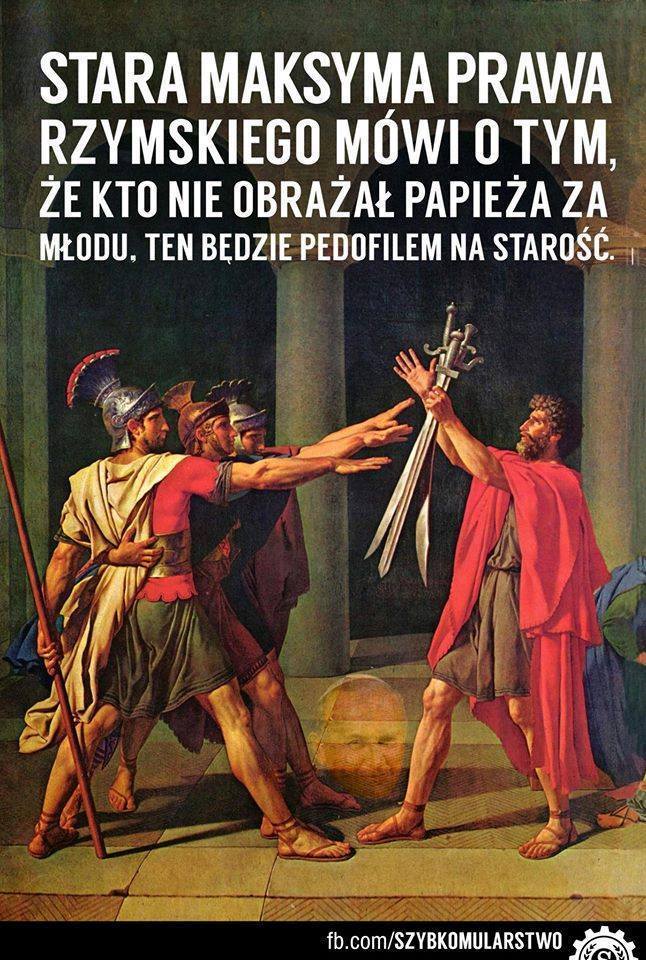 STARA MAKSYMA PRAWA
RZYMSKIEGO MÓWI O TYM,
ŻE KTO NIE OBRAŻAŁ PAPIEŻA ZA
MŁODU, TEN BĘDZIE PEDOFILEM NA STAROŚĆ.
fb.com/SZYBKOMULARSTWO
S